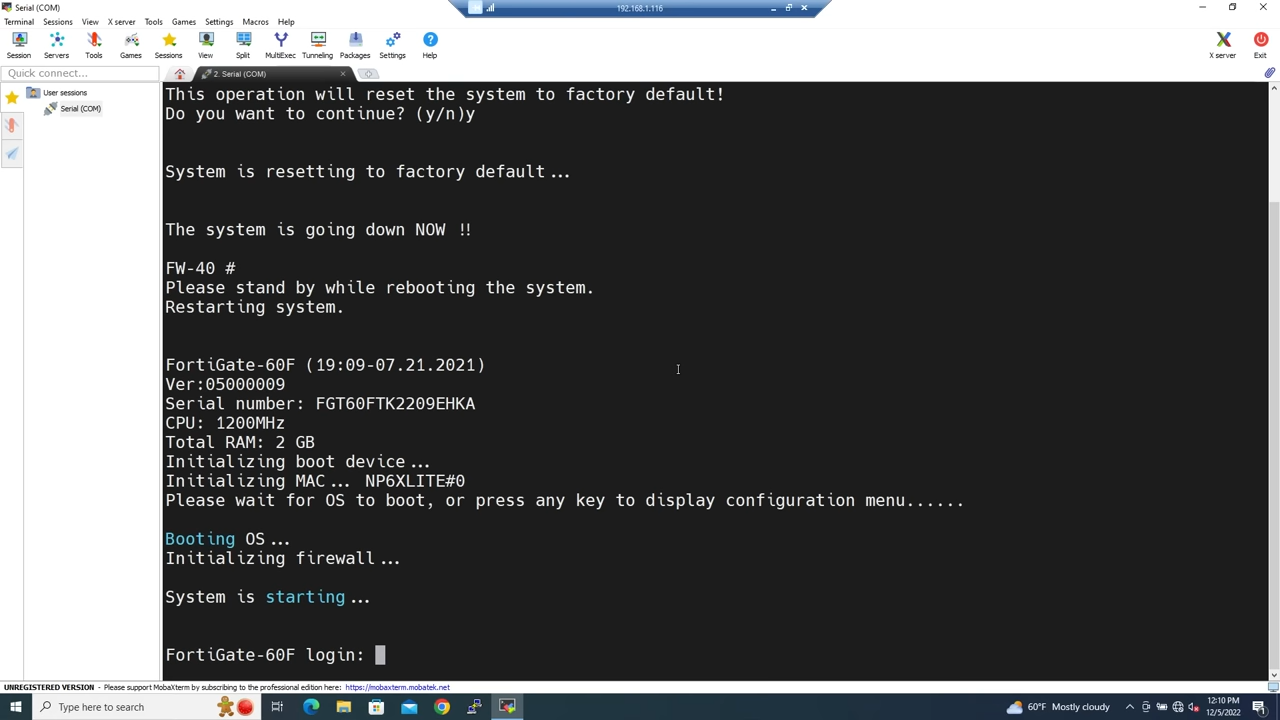 Serial (COM)
192.168.1.116
Terminal Sessions View X server Tools Games Settings Macros Help
Session Servers Tools Games Sessions View Split MultiExec Tunneling Packages Settings Help X server Exit
Quick connect...
2. Serial (COM)
User sessions
Serial (COM)
This operation will reset the system to factory default!
Do you want to continue? (y/n)y
System is resetting to factory default...
The system is going down NOW !!
FW-40 #
Please stand by while rebooting the system.
Restarting system.
FortiGate-60F (19:09-07.21.2021)
Ver:05000009
Serial number: FGT60FTK2209EHKA
CPU: 1200MHz
Total RAM: 2 GB
Initializing boot device...
Initializing MAC... NP6XLITE#0
Please wait for OS to boot, or press any key to display configuration menu......
Booting OS...
Initializing firewall...
System is starting...
FortiGate-60F login:
UNREGISTERED VERSION - Please support MobaXterm by subscribing to the professional edition here: https://mobaxterm.mobatek.net
Type here to search
60°F Mostly cloudy
12:10 PM
12/5/2022